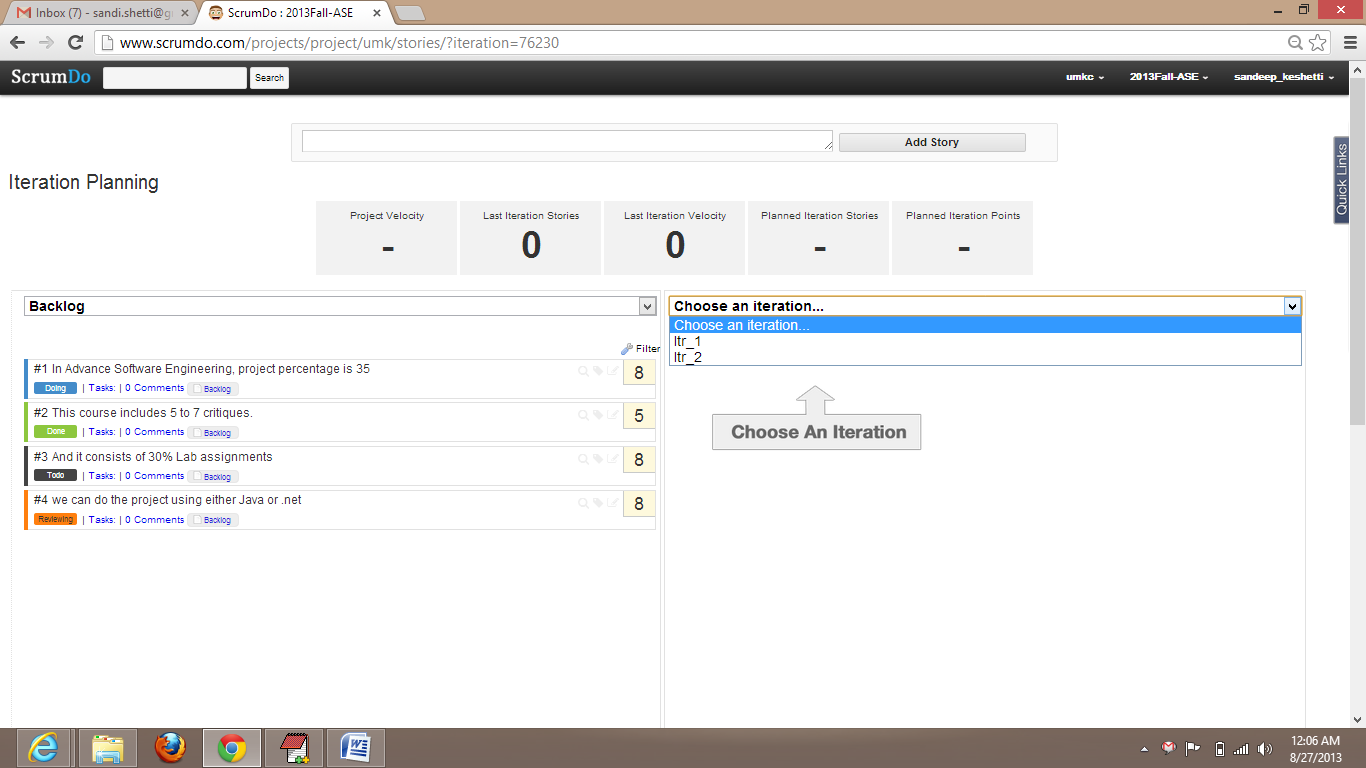 Inbox (7) - sandi.shetti@g
ScrumDo : 2013Fall-ASE
www.scrumdo.com/projects/project/umk/stories/?iteration=76230
ScrumDo
Search
umkc
2013Fall-ASE
sandeep_keshetti
Add Story
Quick Links
Iteration Planning
Project Velocity
-
Last Iteration Stories
0
Last Iteration Velocity
0
Planned Iteration Stories
-
Planned Iteration Points
-
Backlog
Filter
#1 In Advance Software Engineering, project percentage is 35
8
Doing | Tasks: | 0 Comments Backlog
#2 This course includes 5 to 7 critiques.
5
Done | Tasks: | 0 Comments Backlog
#3 And it consists of 30% Lab assignments
8
Todo | Tasks: | 0 Comments Backlog
#4 we can do the project using either Java or .net
8
Reviewing | Tasks: | 0 Comments Backlog
Choose an iteration...
Choose an iteration...
Itr_1
Itr_2
Choose An Iteration
12:06 AM
8/27/2013